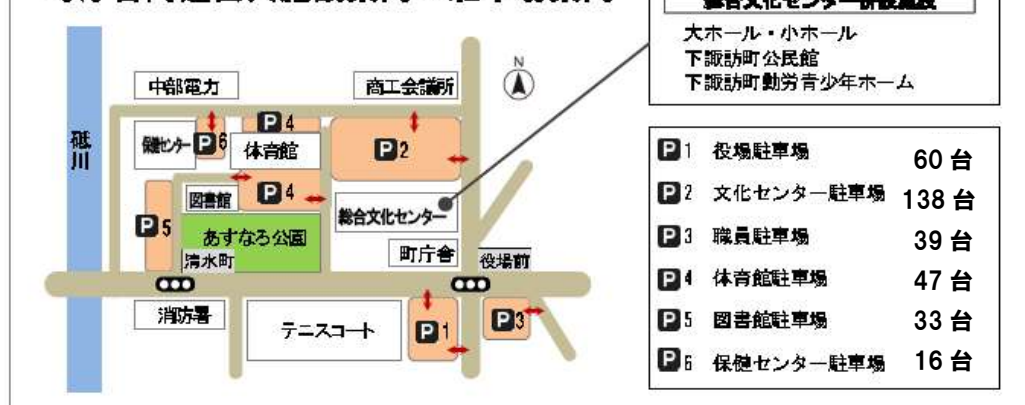 総合文化センター併設施設
大ホール・小ホール
下諏訪町公民館
下諏訪町勤労青少年ホーム
N
中部電力
商工会議所
砥川
保健センター
P6
P4
体育館
P2
図書館
P4
P5
総合文化センター
あすなろ公園
清水町
町庁舎
役場前
消防署
テニスコート
P1
P3
P1 役場駐車場 60台
P2 文化センター駐車場 138台
P3 職員駐車場 39台
P4 体育館駐車場 47台
P5 図書館駐車場 33台
P6 保健センター駐車場 16台